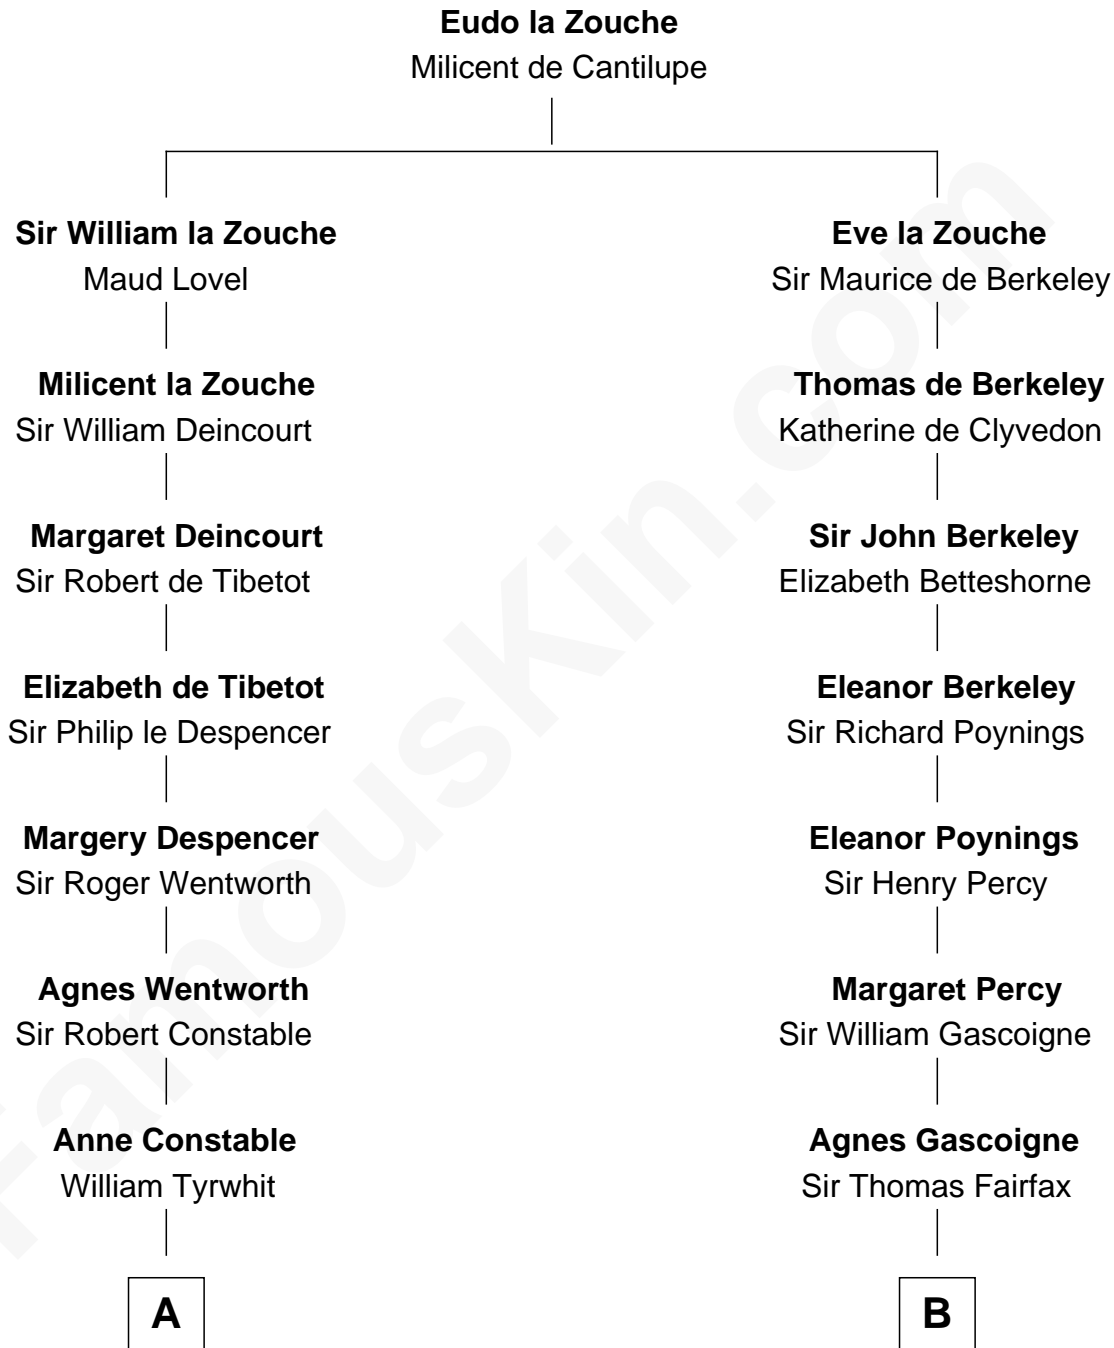 Eudo la Zouche
Milicent de Cantilupe
Sir William la Zouche
Maud Lovel
Milicent la Zouche
Sir William Deincourt
Margaret Deincourt
Sir Robert de Tibetot
Elizabeth de Tibetot
Sir Philip le Despencer
Margery Despencer
Sir Roger Wentworth
Agnes Wentworth
Sir Robert Constable
Anne Constable
William Tyrwhit
A
Eve la Zouche
Sir Maurice de Berkeley
Thomas de Berkeley
Katherine de Clyvedon
Sir John Berkeley
Elizabeth Betteshorne
Eleanor Berkeley
Sir Richard Poynings
Eleanor Poynings
Sir Henry Percy
Margaret Percy
Sir William Gascoigne
Agnes Gascoigne
Sir Thomas Fairfax
B
FamousKin.com